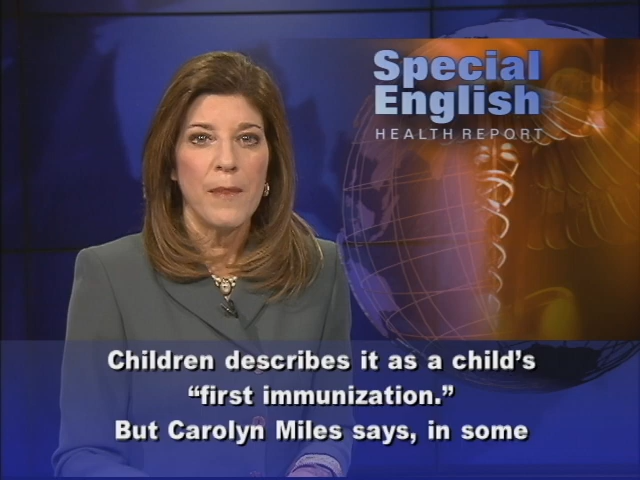 Special
English
HEALTH REPORT
Children describes it as a child's
“first immunization.”
But Carolyn Miles says, in some